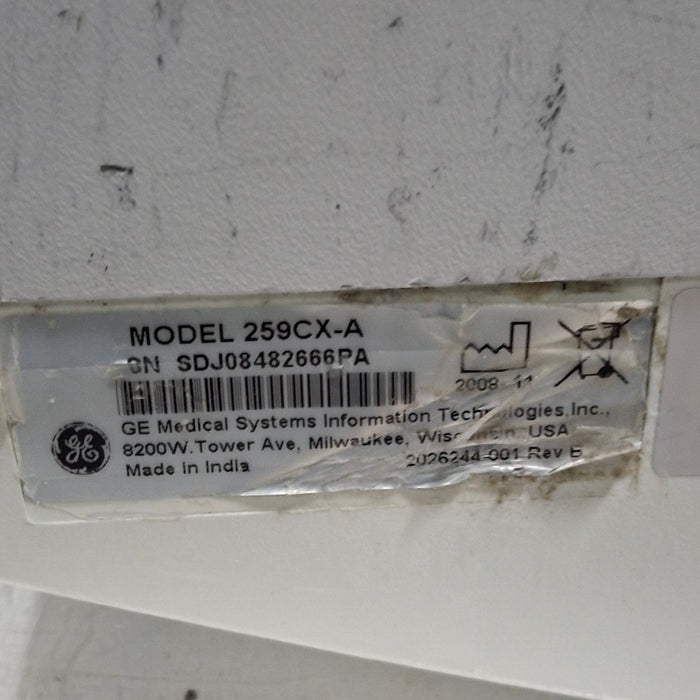 MODEL 259CX-A
SN SDJ08482666PA
2008-11
GE Medical Systems Information Technologies, Inc.,
8200W. Tower Ave, Milwaukee, Wisconsin, USA
2026244-001 Rev
Made in India
GE